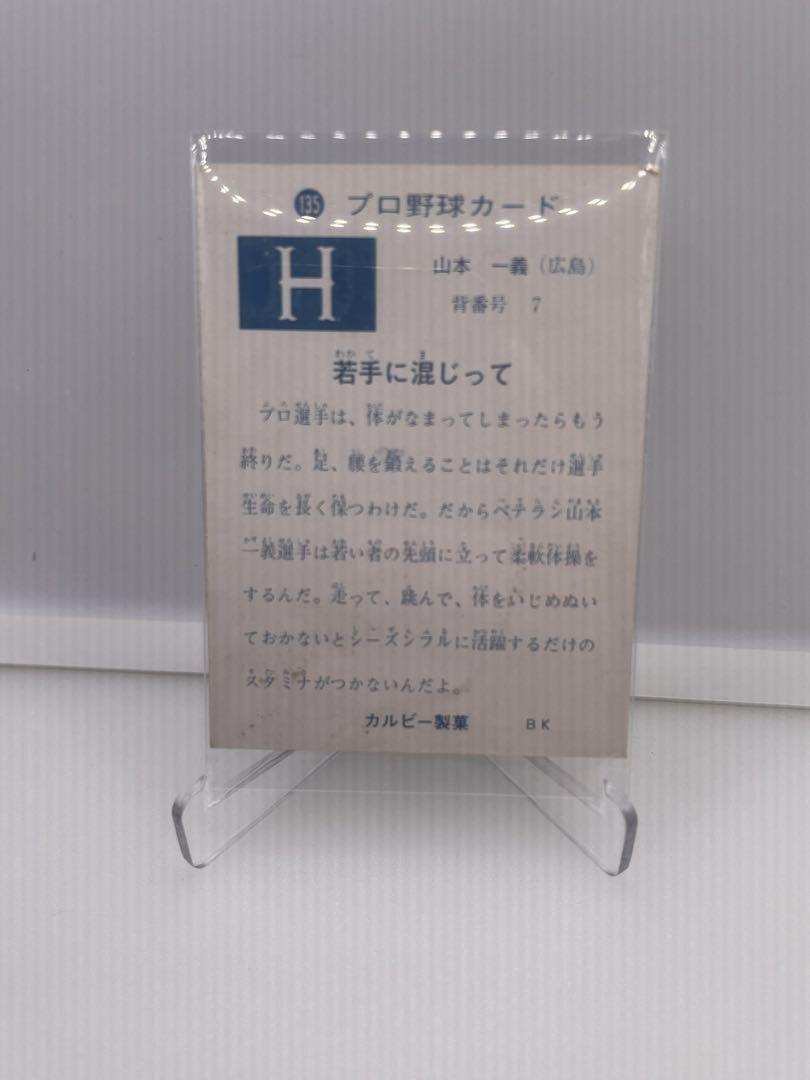 135 プロ野球カード
H
山本 一義（広島）
背番号 7
若手に混じって
プロ選手は、体がなまってしまったらもう
終りだ。足、腰を鍛えることはそれだけ選手
生命を長く保つわけだ。だからベテラン山本
一義選手は若い者の先頭に立って柔軟体操を
するんだ。走って、跳んで、体をいじめぬい
ておかないとシーズンフルに活躍するだけの
スタミナがつかないんだよ。
カルビー製菓 BK